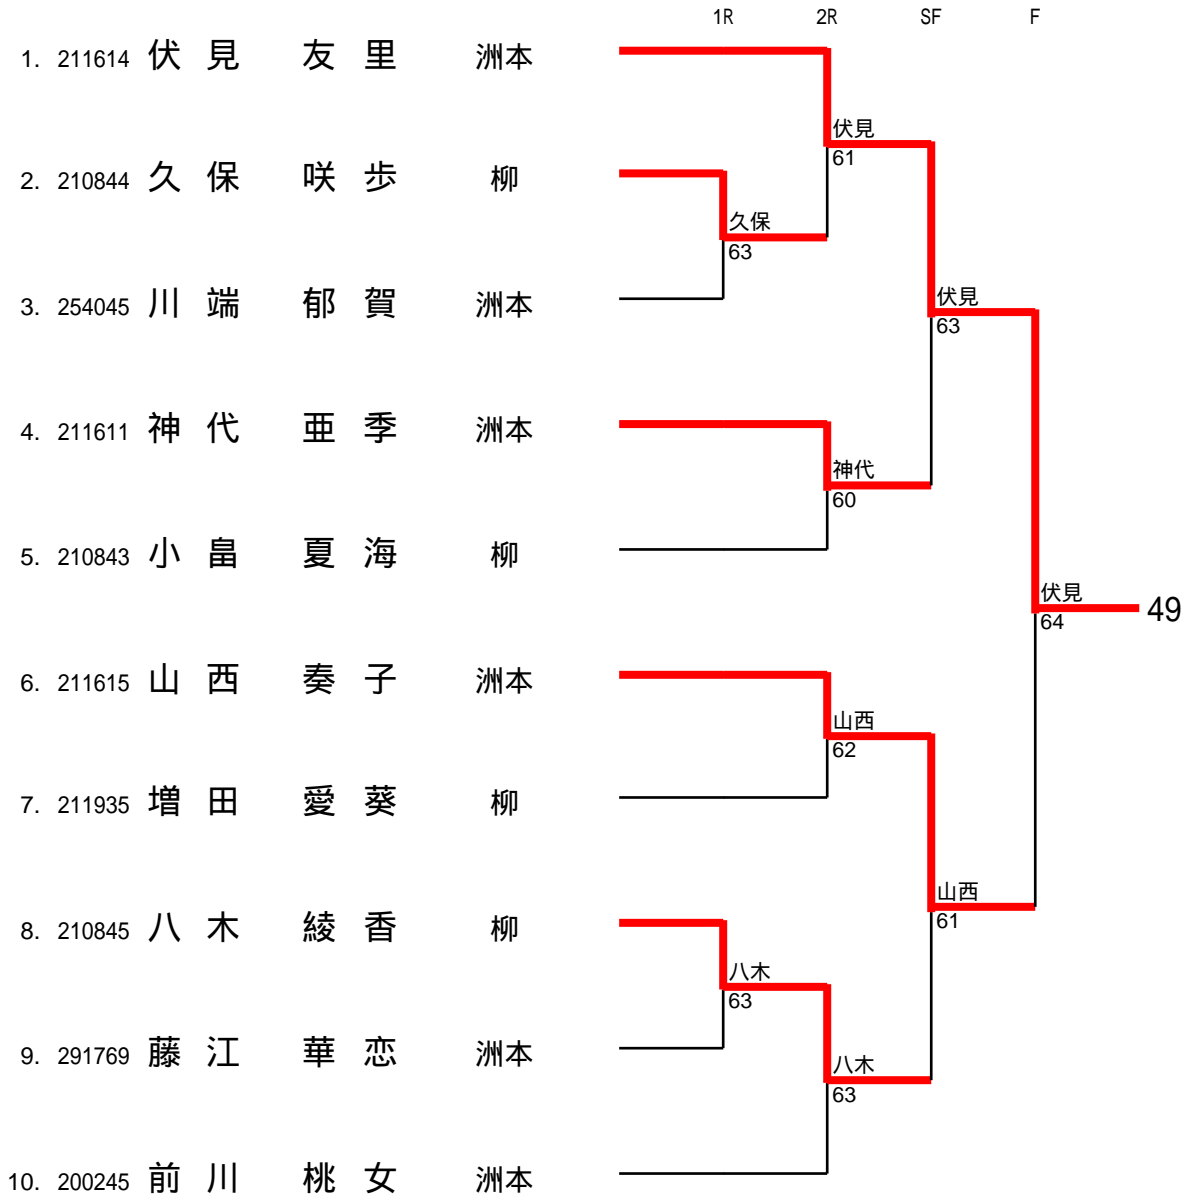 1R 2R SF F
1. 211614 伏見 友里 洲本
伏見
61
2. 210844 久保 咲歩 柳
久保
63
3. 254045 川端 郁賀 洲本
伏見
63
4. 211611 神代 亜季 洲本
神代
60
5. 210843 小畠 夏海 柳
伏見
64
49
6. 211615 山西 奏子 洲本
山西
62
7. 211935 増田 愛葵 柳
山西
61
8. 210845 八木 綾香 柳
八木
63
9. 291769 藤江 華恋 洲本
八木
63
10. 200245 前川 桃女 洲本